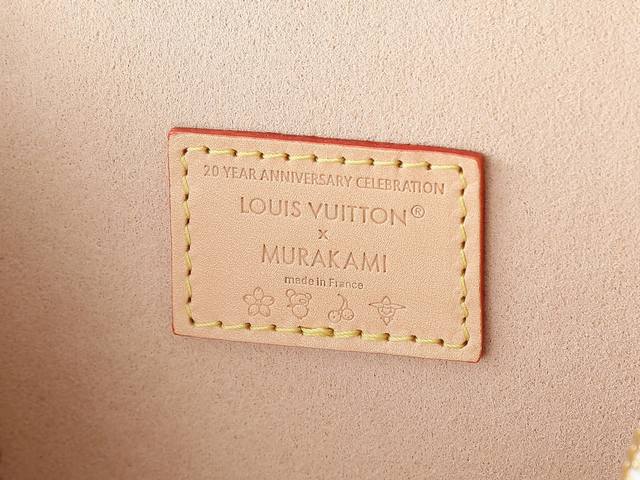 20 YEAR ANNIVERSARY CELEBRATION
LOUIS VUITTON®
x
MURAKAMI
made in France